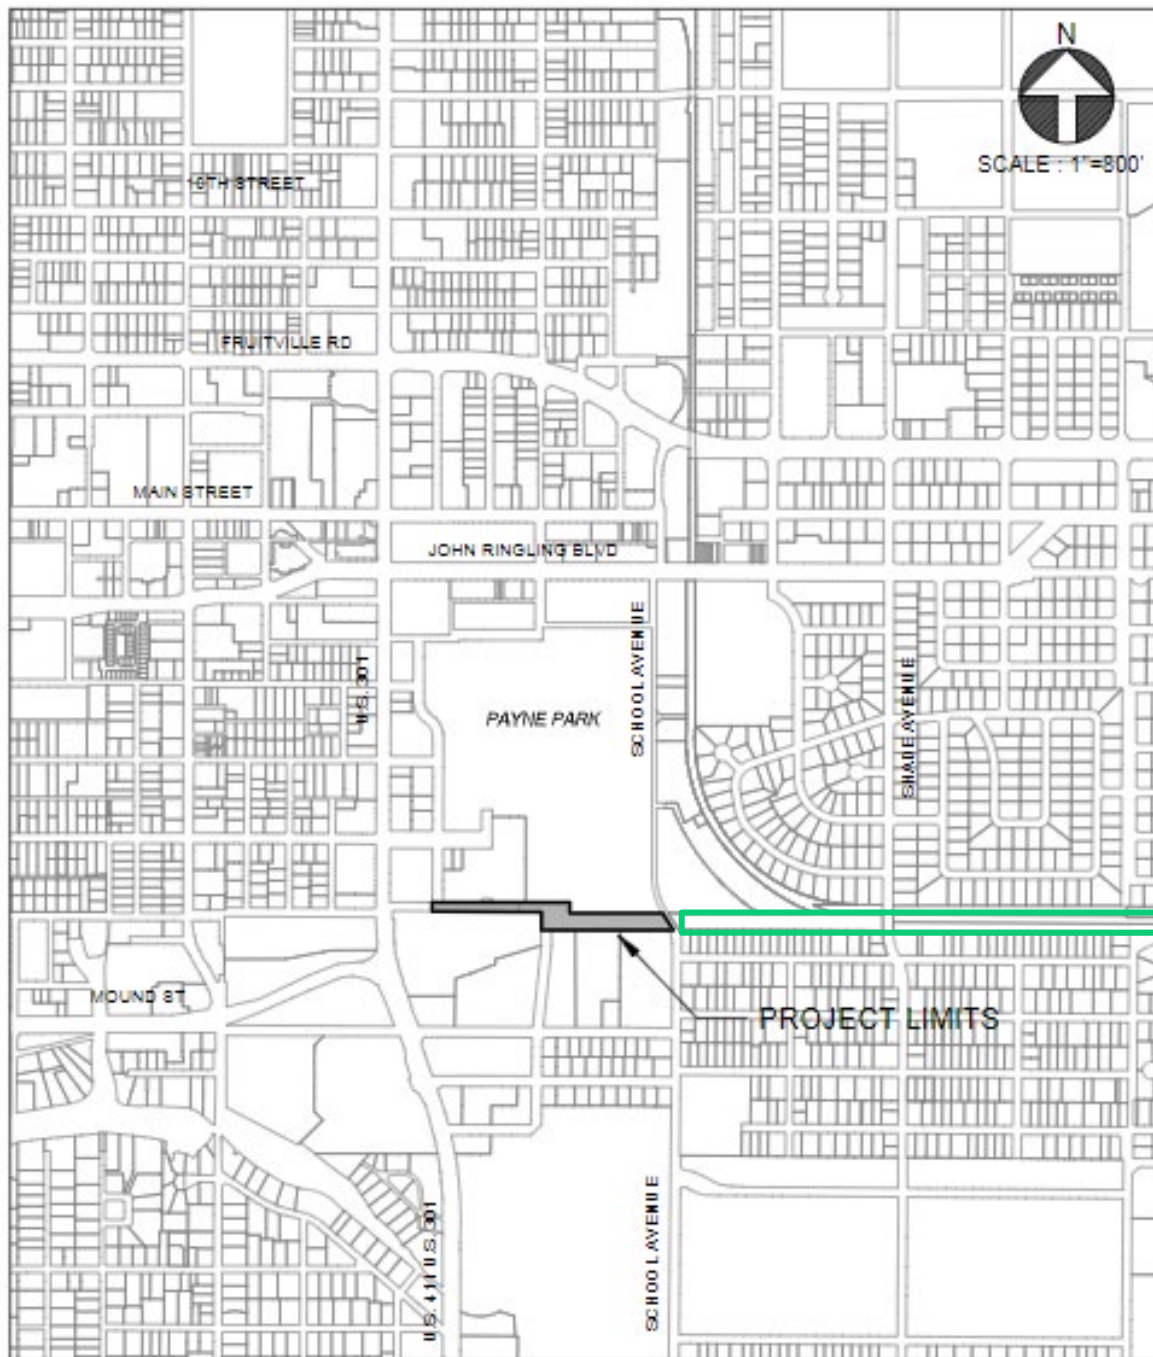 N
SCALE : 1"=800'
10TH STREET
FRUITVILLE RD
MAIN STREET
JOHN RINGLING BLVD
SCHOOL AVENUE
U.S. 301
PAYNE PARK
SHADE AVENUE
MOUND ST
PROJECT LIMITS
U.S. 41 U.S. 301
SCHOOL AVENUE